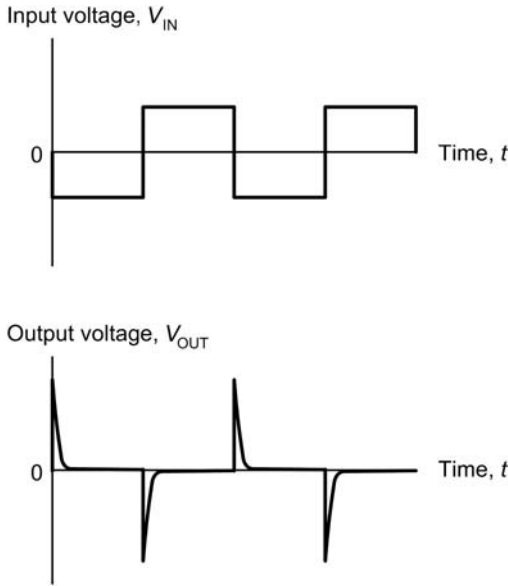 Input voltage, V_IN
0
Time, t
Output voltage, V_OUT
0
Time, t